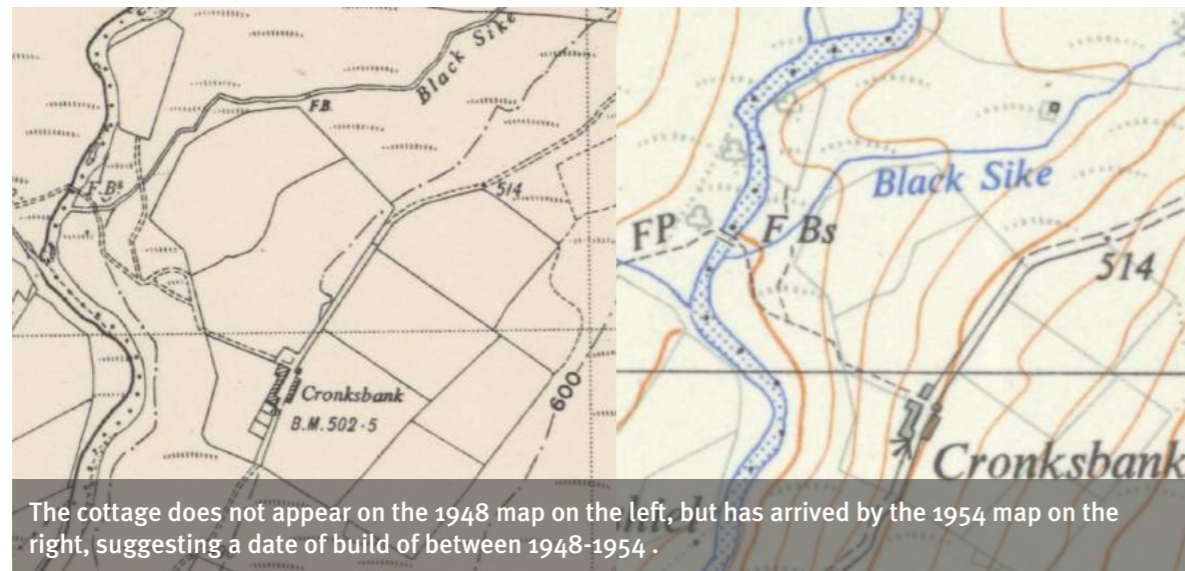 Black Sike
F.B.
F.Bs
514
Cronksbank
B.M. 502·5
600
Black Sike
FP
F Bs
514
Cronksbank
The cottage does not appear on the 1948 map on the left, but has arrived by the 1954 map on the
right, suggesting a date of build of between 1948-1954 .